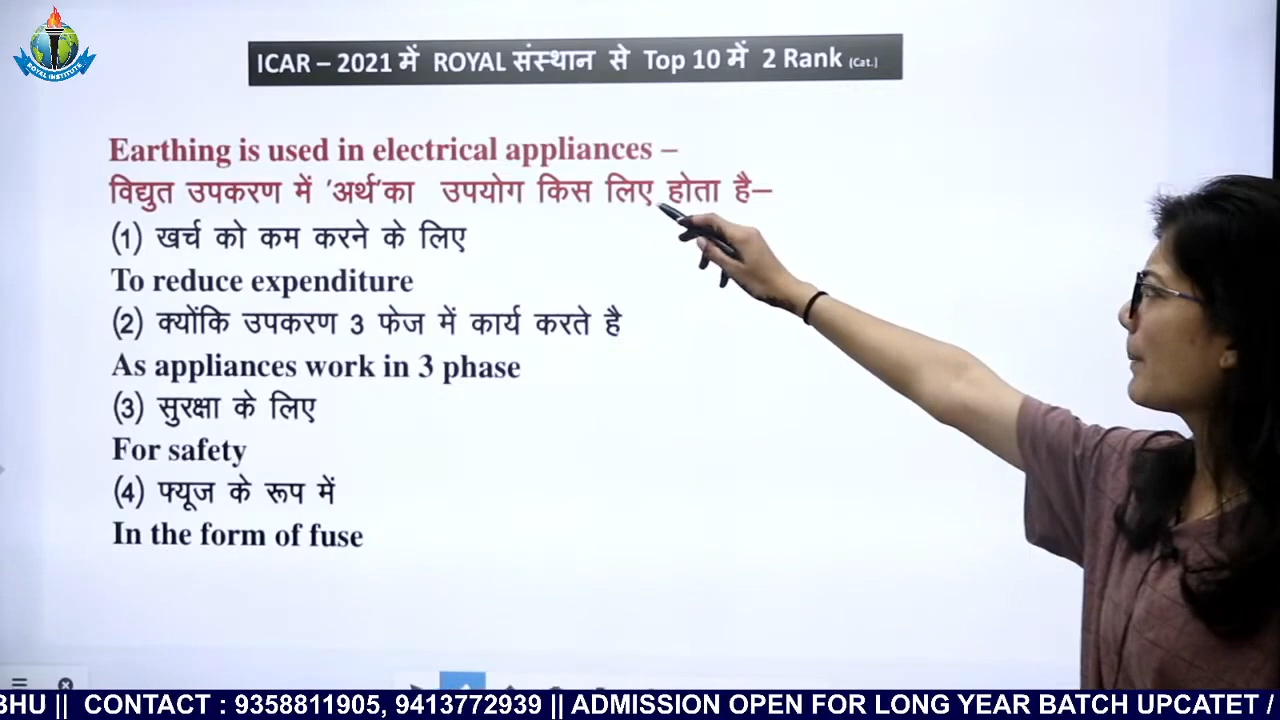 ROYAL INSTITUTE
ICAR – 2021 में ROYAL संस्थान से Top 10 में 2 Rank (Cat.)
Earthing is used in electrical appliances –
विद्युत उपकरण में 'अर्थ'का उपयोग किस लिए होता है–
(1) खर्च को कम करने के लिए
To reduce expenditure
(2) क्योंकि उपकरण 3 फेज में कार्य करते है
As appliances work in 3 phase
(3) सुरक्षा के लिए
For safety
(4) फ्यूज के रूप में
In the form of fuse
BHU || CONTACT : 9358811905, 9413772939 || ADMISSION OPEN FOR LONG YEAR BATCH UPCATET /